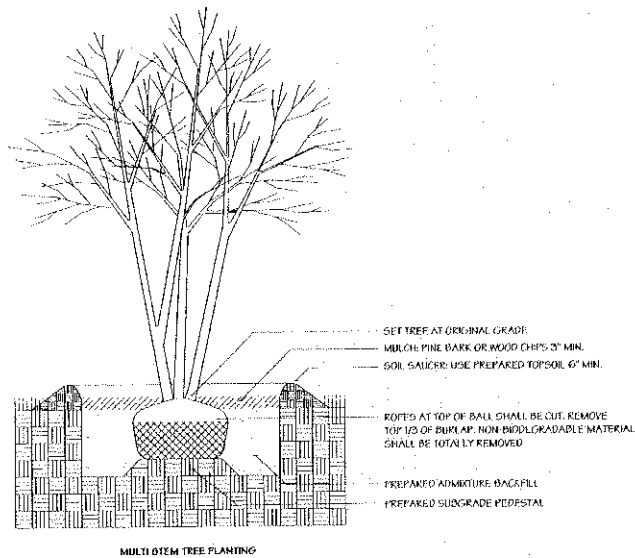 SET TREE AT ORIGINAL GRADE
MULCH: PINE BARK OR WOOD CHIPS 3" MIN.
SOIL SAUCER: USE PREPARED TOPSOIL 6" MIN.
ROPES AT TOP OF BALL SHALL BE CUT. REMOVE
TOP 1/3 OF BURLAP. NON-BIODEGRADABLE MATERIAL
SHALL BE TOTALLY REMOVED
PREPARED ADMIXTURE BACKFILL
PREPARED SUBGRADE PEDESTAL
MULTI STEM TREE PLANTING